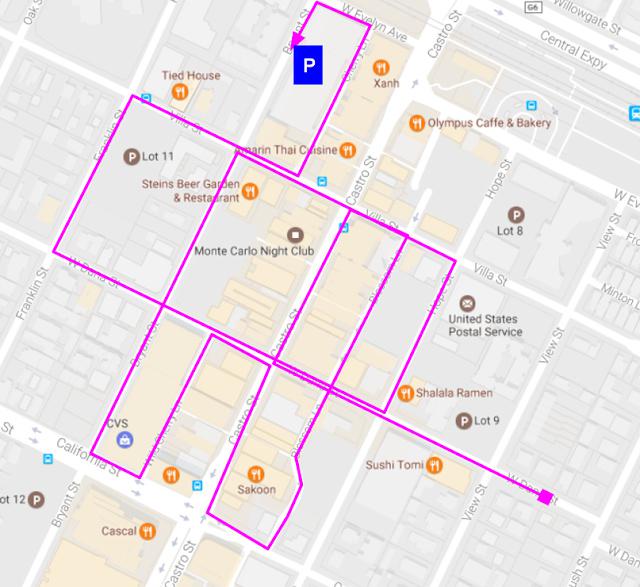 Oak St
Bryant St
W Evelyn Ave
Castro St
G6
Willowgate St
Central Expy
P
Tied House
Xanh
Villa St
Olympus Caffe & Bakery
Franklin St
Lot 11
Amarin Thai Cuisine
Castro St
Hope St
Steins Beer Garden
& Restaurant
Lot 8
View St
Villa St
Monte Carlo Night Club
Villa St
W Dana St
Franklin St
Hope St
United States
Postal Service
View St
Castro St
Bryant St
Shalala Ramen
Castro St
CVS
Lot 9
California St
St
Sushi Tomi
Sakoon
View St
ot 12
Bryant St
Cascal
Castro St
W Dan